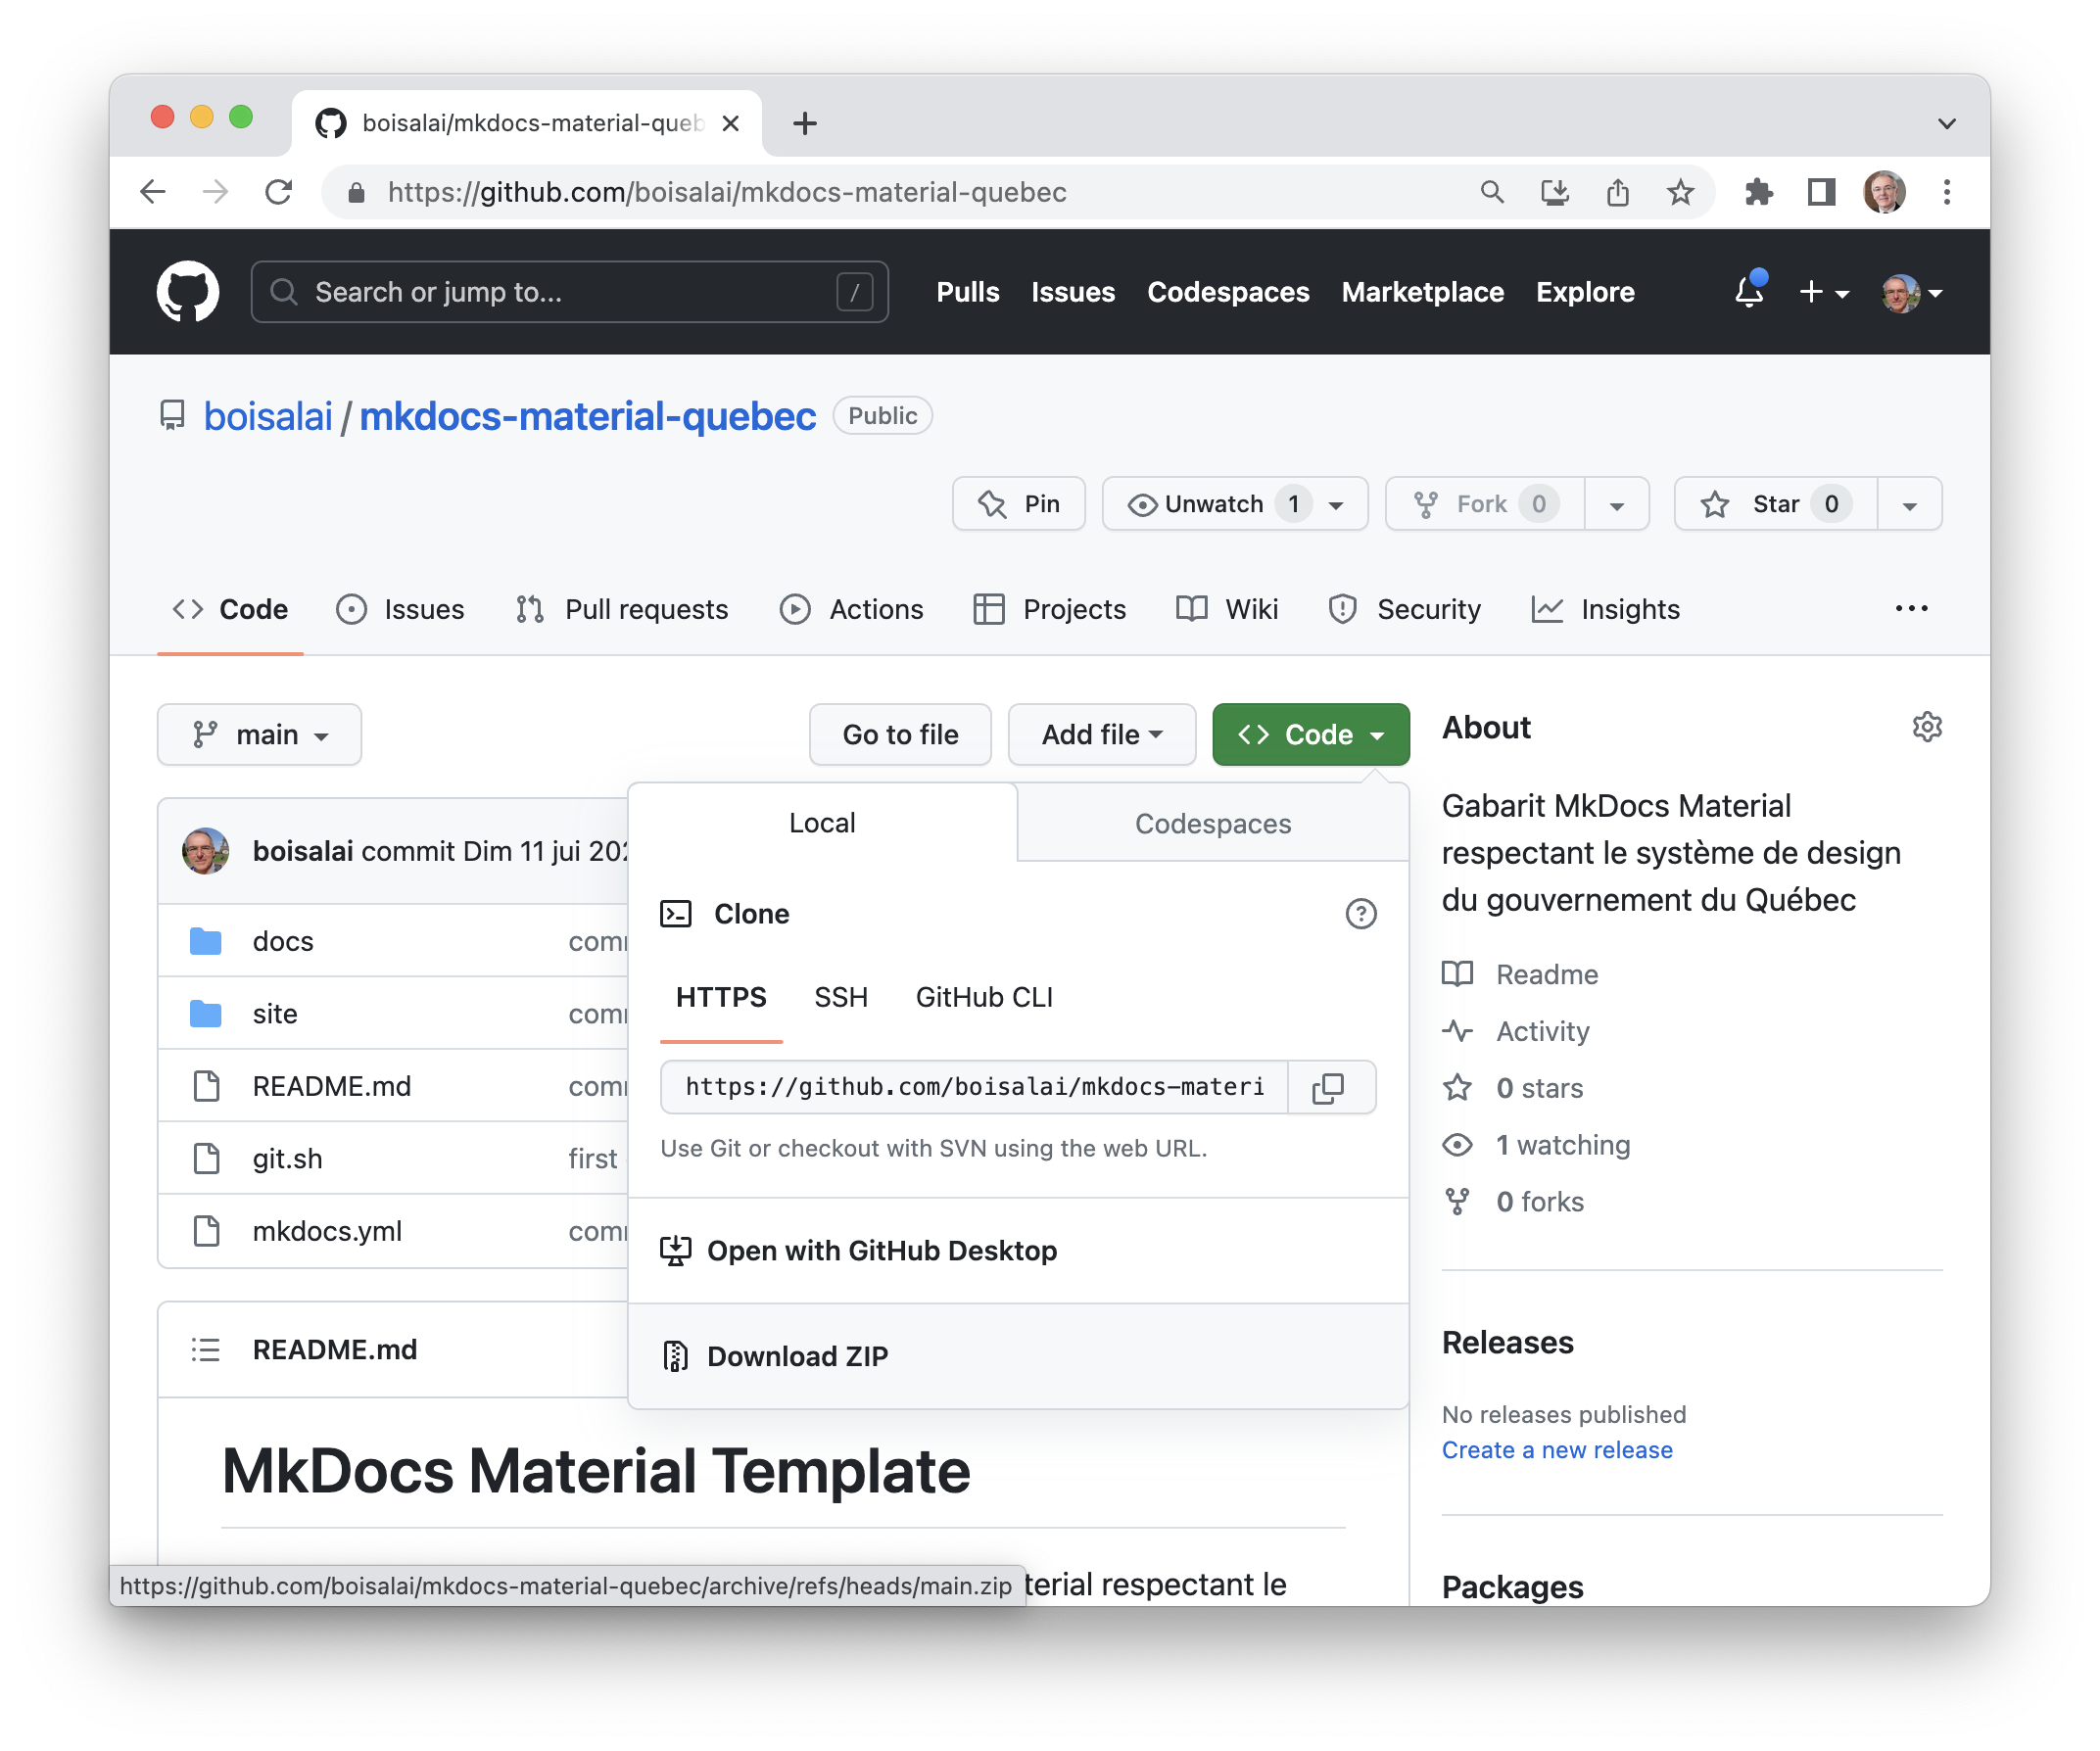 boisalai/mkdocs-material-queb
https://github.com/boisalai/mkdocs-material-quebec
Search or jump to...
/
Pulls
Issues
Codespaces
Marketplace
Explore
boisalai / mkdocs-material-quebec
Public
Pin
Unwatch 1
Fork 0
Star 0
Code
Issues
Pull requests
Actions
Projects
Wiki
Security
Insights
main
Go to file
Add file
Code
boisalai commit Dim 11 jui 202
docs
com
site
com
README.md
com
git.sh
first
mkdocs.yml
com
Local
Codespaces
Clone
HTTPS
SSH
GitHub CLI
https://github.com/boisalai/mkdocs-materi
Use Git or checkout with SVN using the web URL.
Open with GitHub Desktop
Download ZIP
README.md
MkDocs Material Template
terial respectant le
https://github.com/boisalai/mkdocs-material-quebec/archive/refs/heads/main.zip
About
Gabarit MkDocs Material
respectant le système de design
du gouvernement du Québec
Readme
Activity
0 stars
1 watching
0 forks
Releases
No releases published
Create a new release
Packages